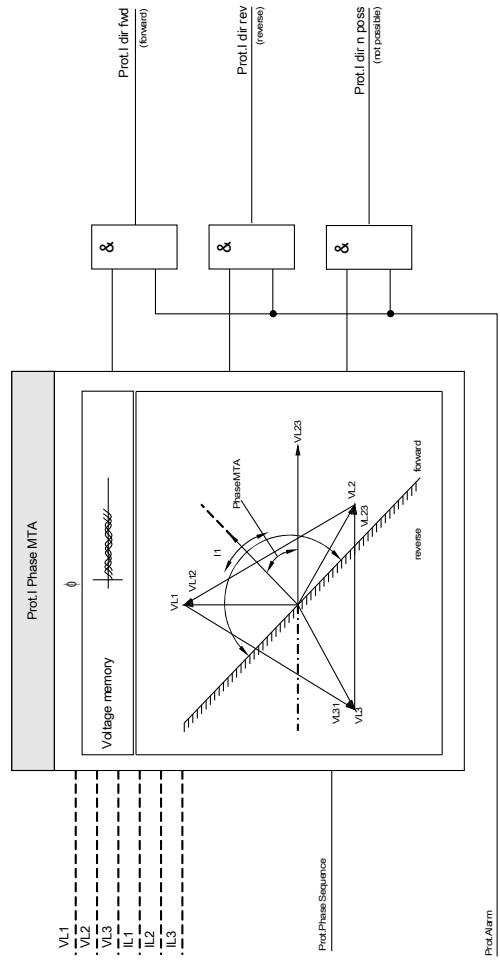 Prot.I Phase MTA
ϕ
Voltage memory
VL1
VL2
VL3
IL1
IL2
IL3
Prot.Phase Sequence
Prot.Alarm
VL1
VL12
I1
PhaseMTA
VL23
VL2
VL23
VL31
VL3
forward
reverse
&
&
&
Prot.I dir fwd
(forward)
Prot.I dir rev
(reverse)
Prot.I dir n poss
(not possible)